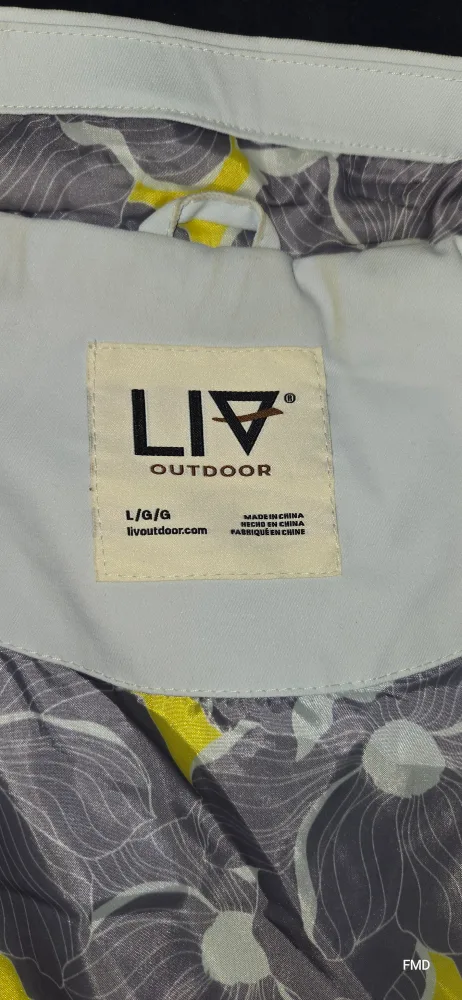 LIV®
OUTDOOR
L/G/G
livoutdoor.com
MADE IN CHINA
HECHO EN CHINA
FABRIQUÉ EN CHINE
FMD